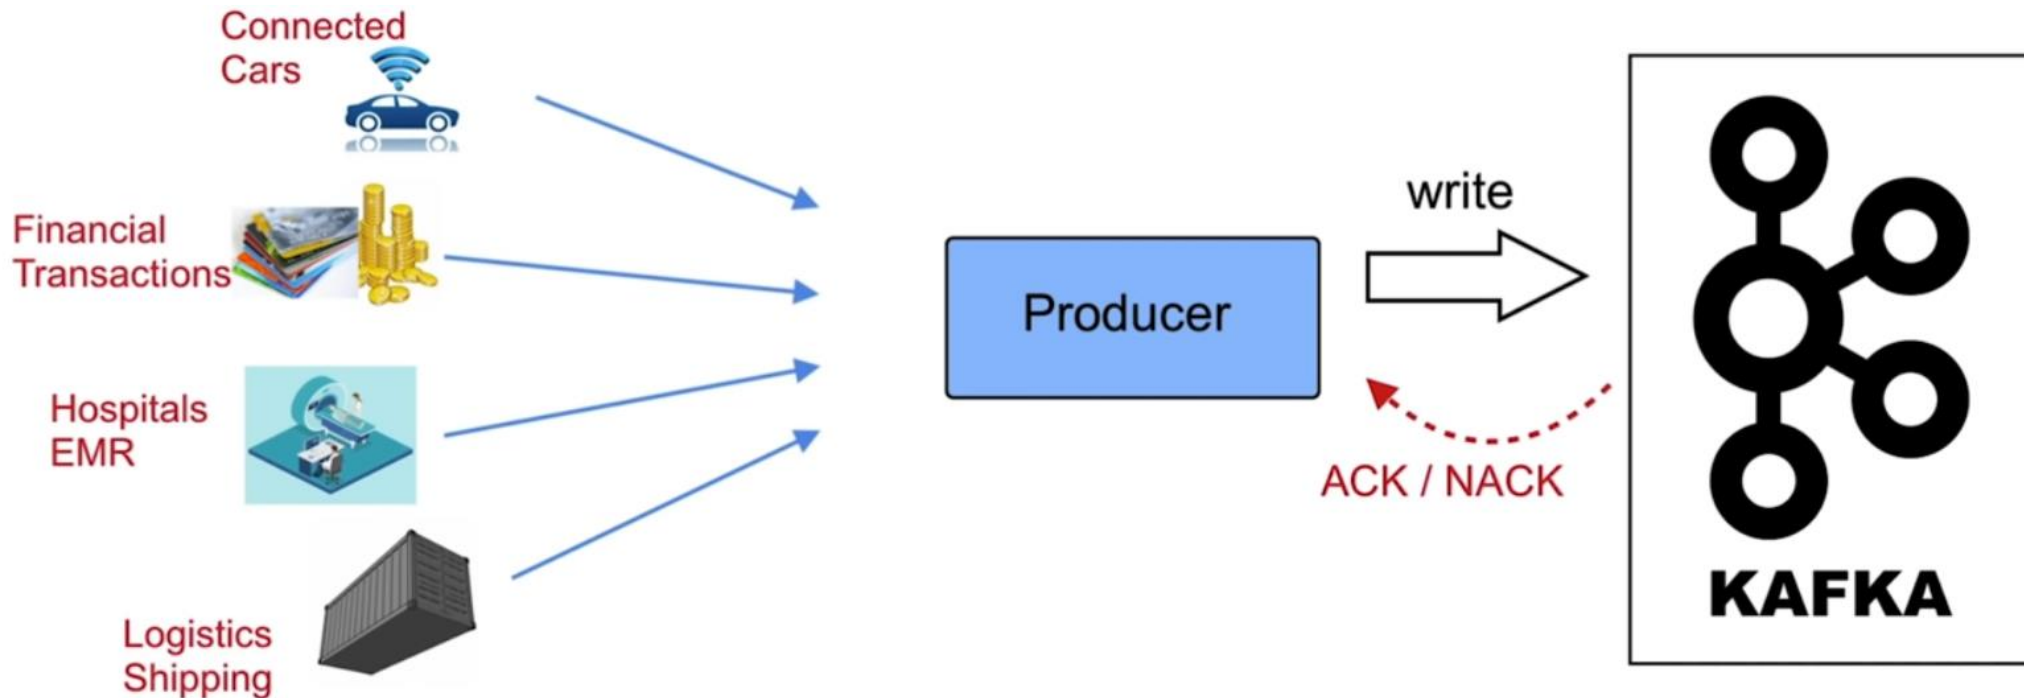 Connected
Cars
Financial
Transactions
Hospitals
EMR
Logistics
Shipping
Producer
write
ACK / NACK
KAFKA